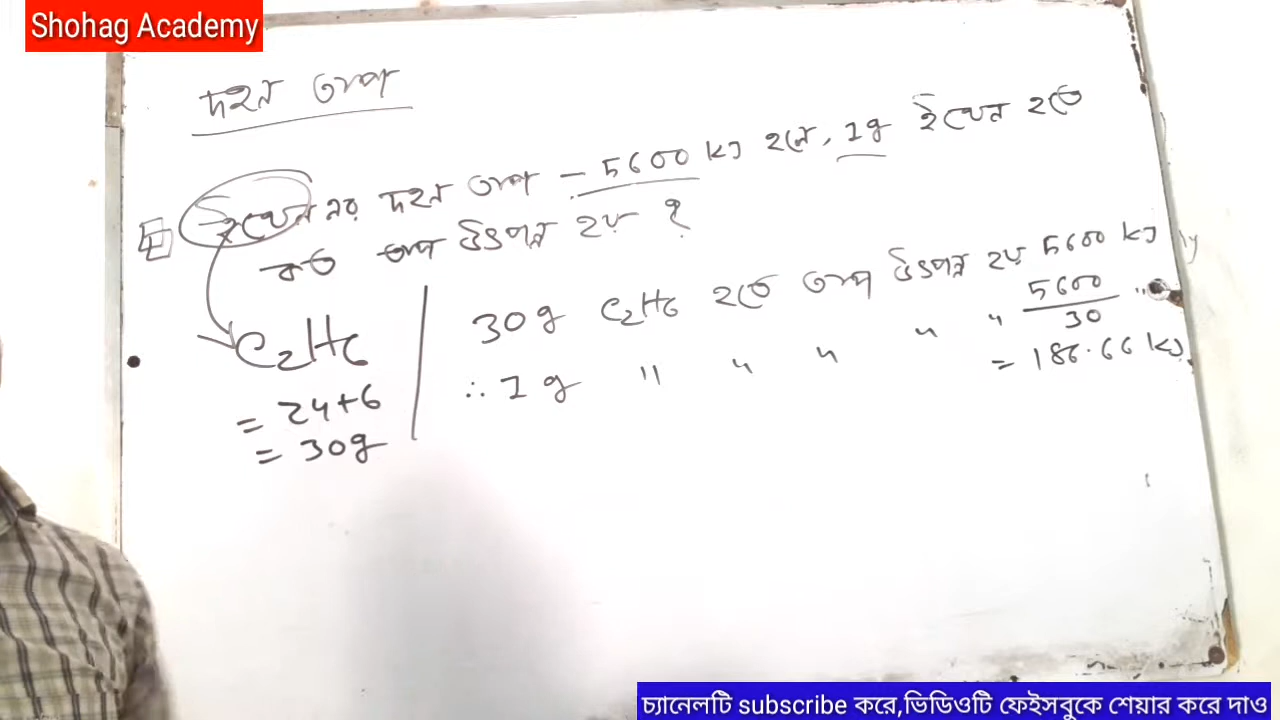 Shohag Academy
দহন তাপ
ইথেন এর দহন তাপ – 5600 kJ হলে, 1g ইথেন হতে
কত তাপ উৎপন্ন হয় ?
C₂H₆
= 24+6
= 30g
30g C₂H₆ হতে তাপ উৎপন্ন হয় 5600 kJ
∴ 1g " " " " " 5600/30 "
= 186.66 kJ
চ্যানেলটি subscribe করে,ভিডিওটি ফেইসবুকে শেয়ার করে দাও